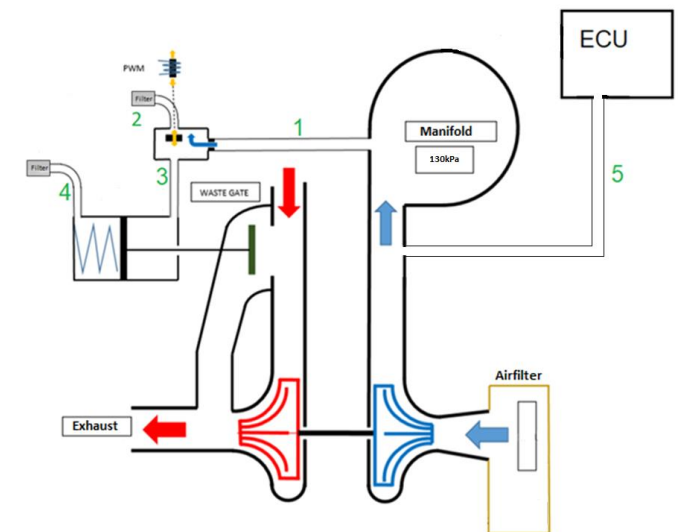 ECU
PWM
Filter
2
1
Manifold
130kPa
Filter
4
3
WASTE GATE
5
Airfilter
Exhaust